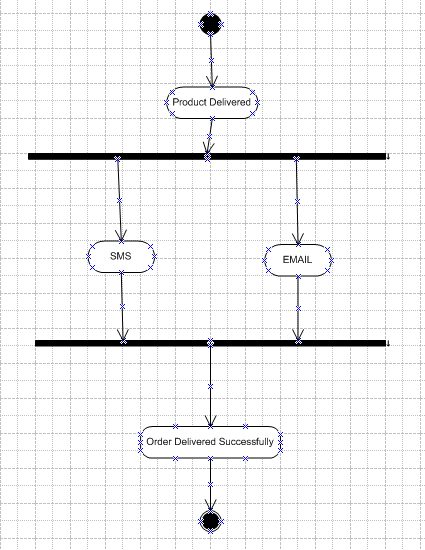 Product Delivered
SMS
EMAIL
Order Delivered Successfully